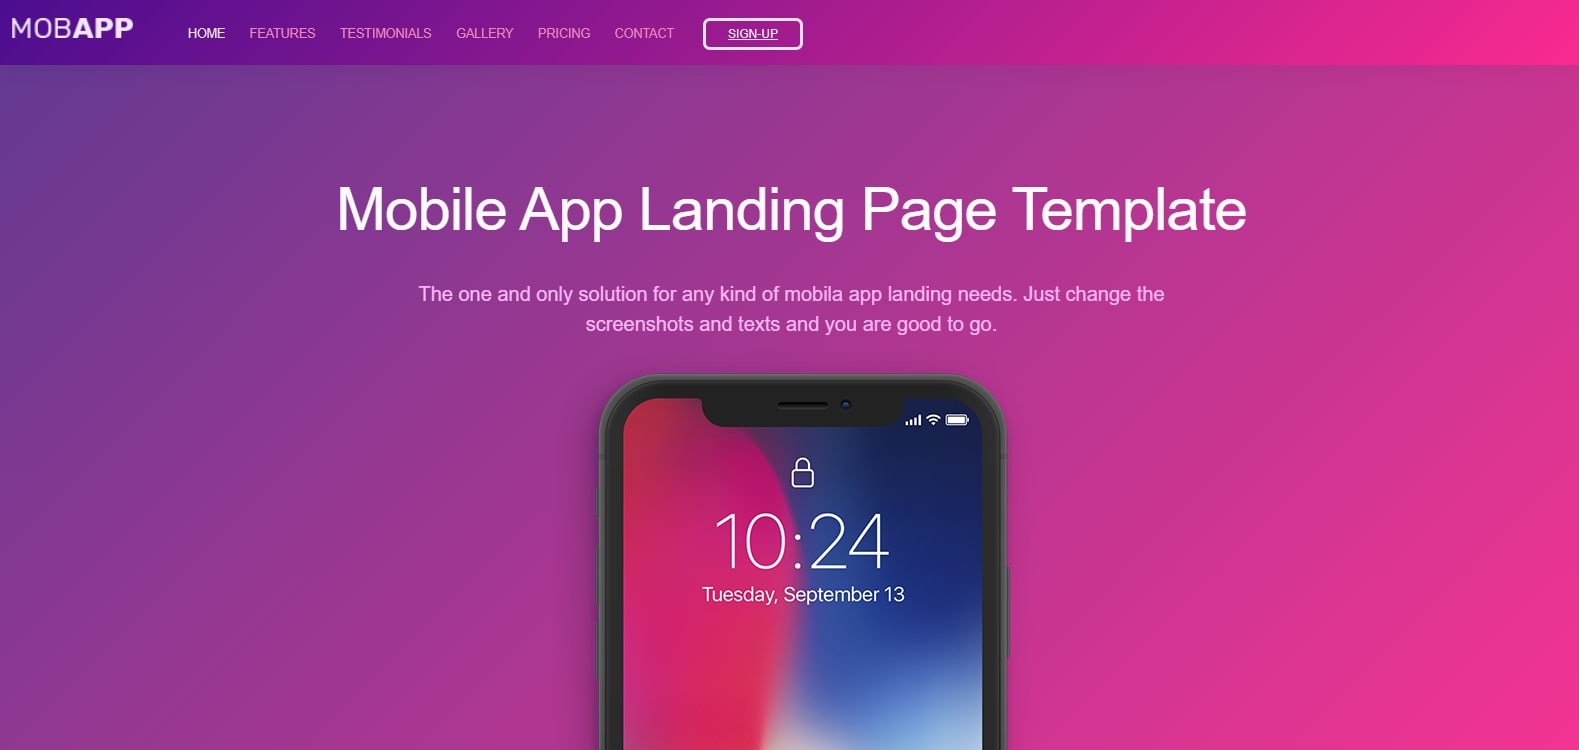 MOBAPP
HOME FEATURES TESTIMONIALS GALLERY PRICING CONTACT SIGN-UP
Mobile App Landing Page Template
The one and only solution for any kind of mobila app landing needs. Just change the
screenshots and texts and you are good to go.
10:24
Tuesday, September 13